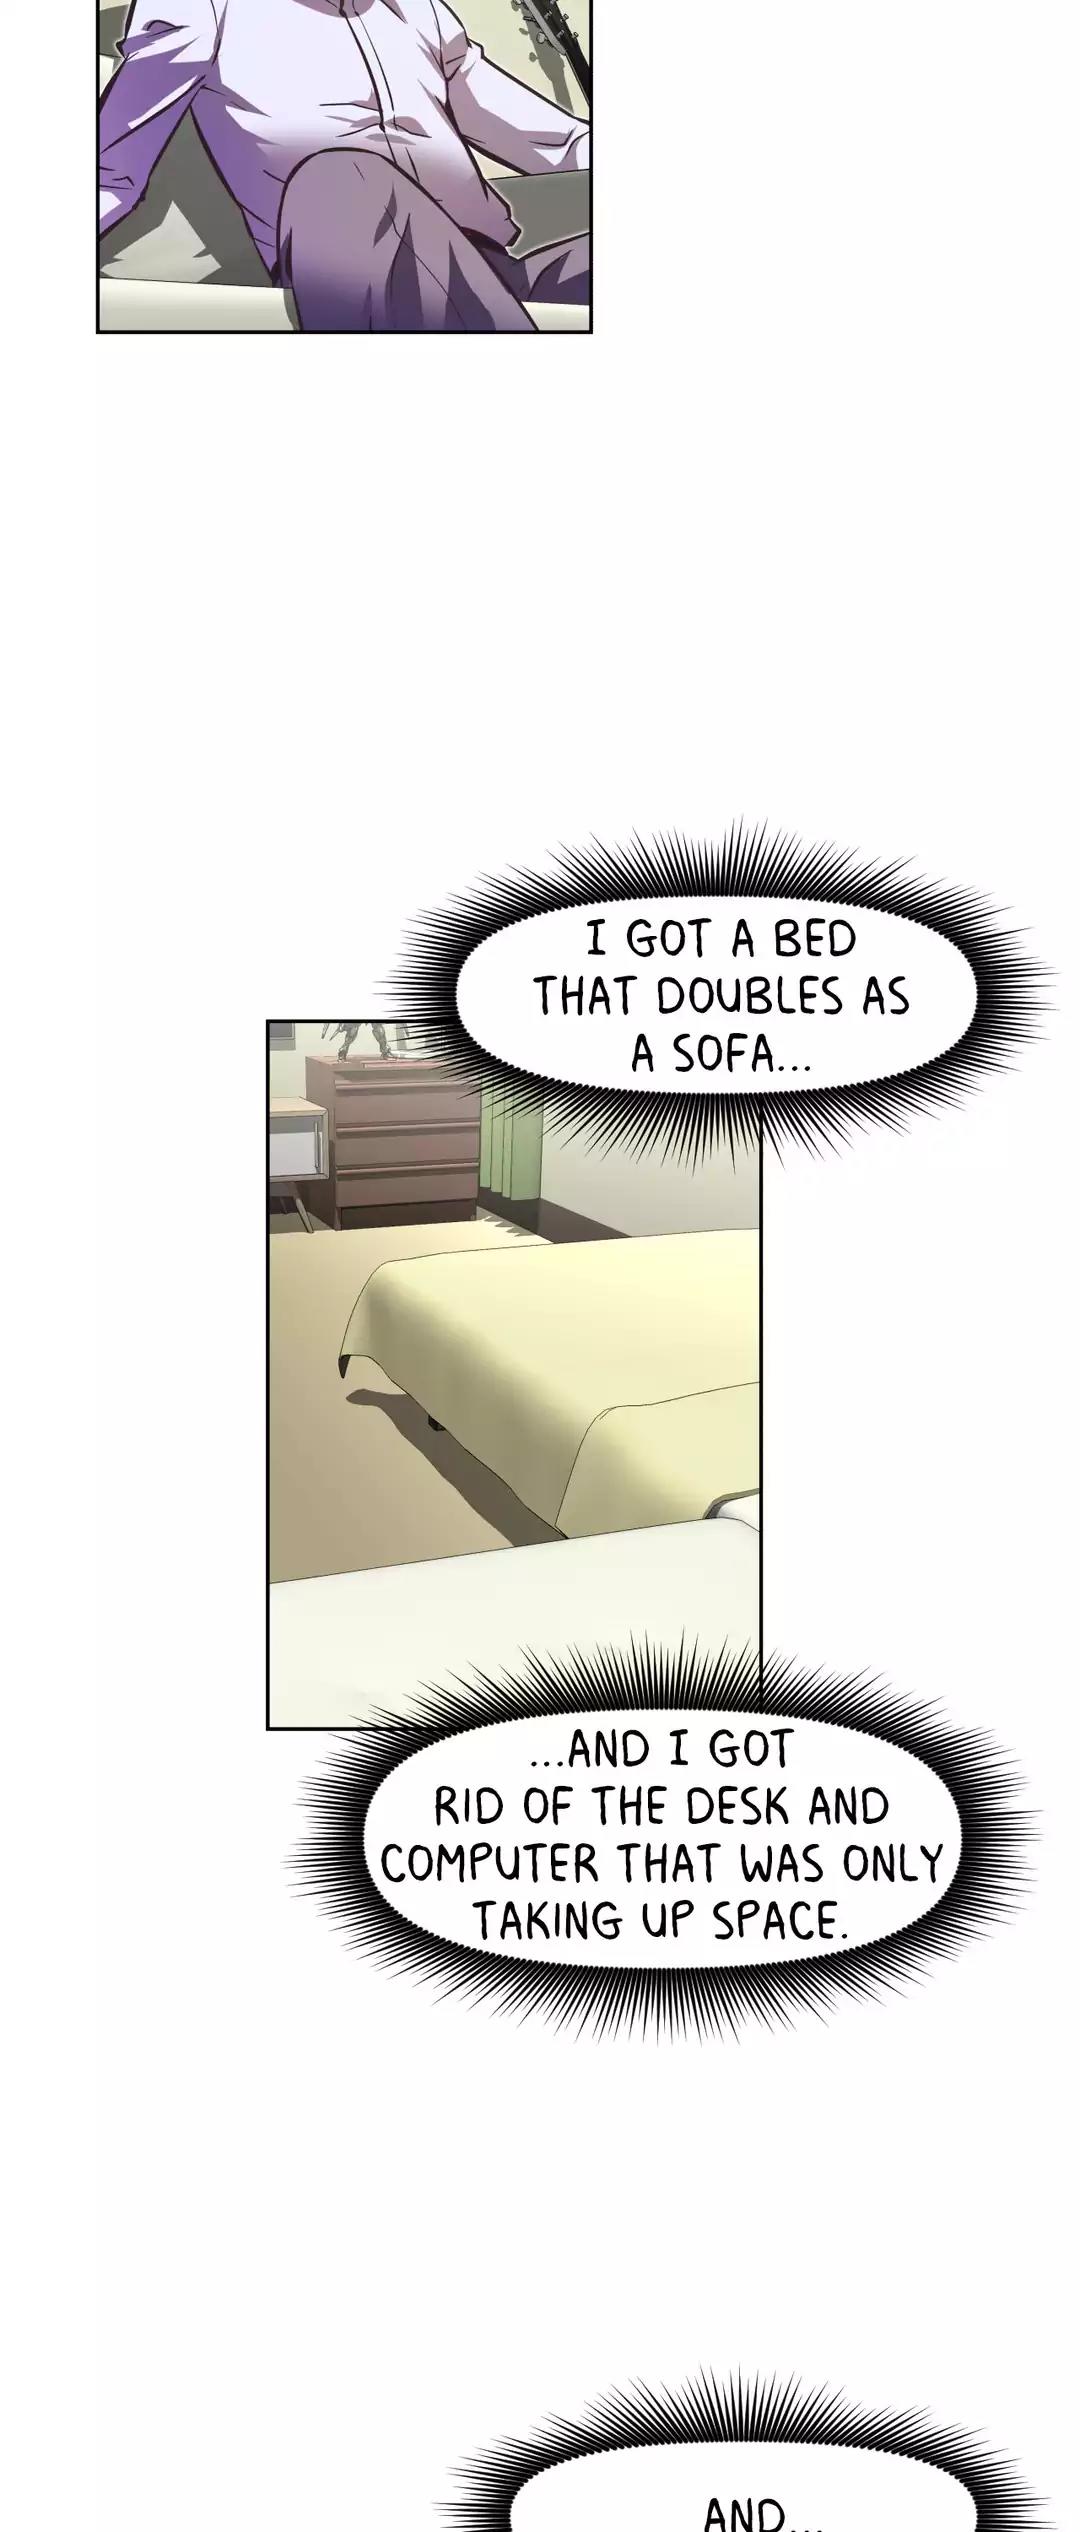 I GOT A BED
THAT DOUBLES AS
A SOFA...
...AND I GOT
RID OF THE DESK AND
COMPUTER THAT WAS ONLY
TAKING UP SPACE.
AND...